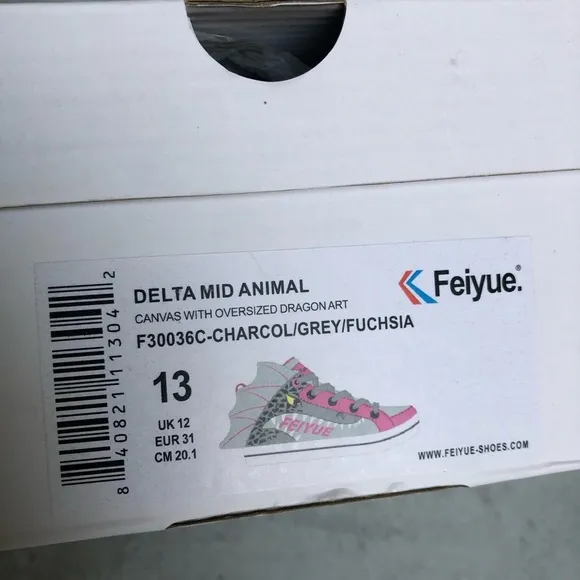 DELTA MID ANIMAL
Feiyue.®
CANVAS WITH OVERSIZED DRAGON ART
F30036C-CHARCOL/GREY/FUCHSIA
13
UK 12
EUR 31
CM 20.1
FEIYUE
WWW.FEIYUE-SHOES.COM
8 40821 11304 2